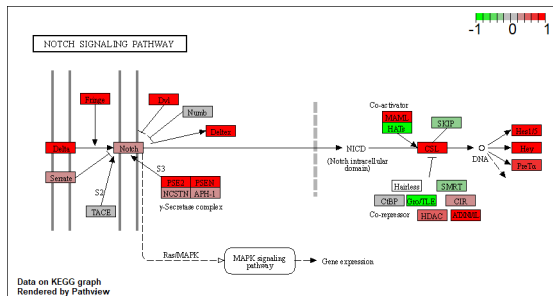 -1 0 1
NOTCH SIGNALING PATHWAY
Fringe
Dvl
Numb
Deltex
Delta
Notch
Serrate
S2
TACE
S3
PSE2 PSEN
NCSTN APH-1
γ-Secretase complex
NICD
(Notch intracellular
domain)
Co-activator
MAML
HATs
SKIP
CSL
DNA
Hes1/5
Hey
PreTα
Hairless
SMRT
CtBP
Gro/TLE
CIR
Co-repressor
HDAC
ATXN1L
Ras/MAPK
MAPK signaling
pathway
Gene expression
Data on KEGG graph
Rendered by Pathview